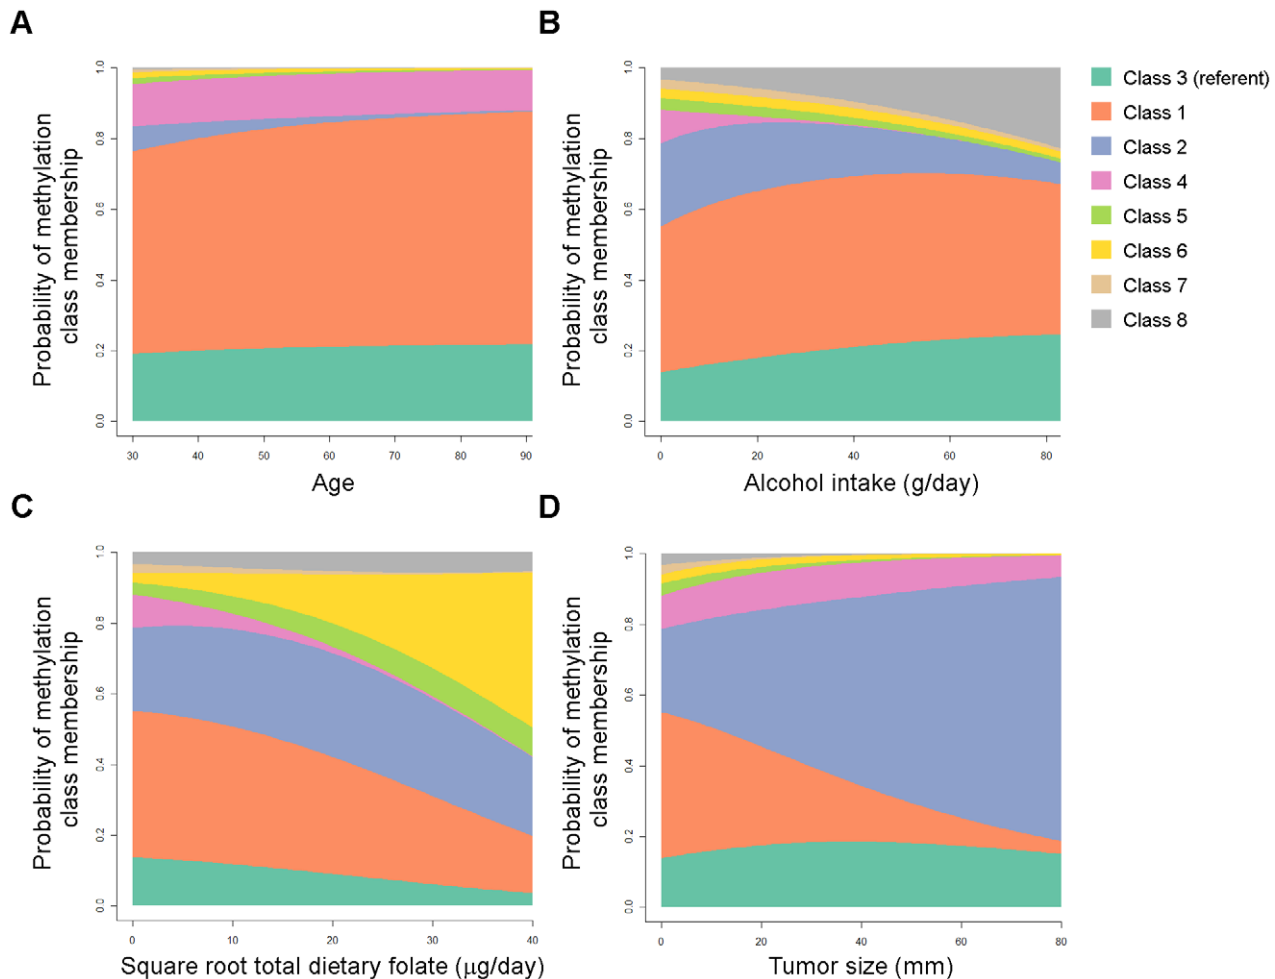 A
Probability of methylation
class membership
0.0
0.2
0.4
0.6
0.8
1.0
30
40
50
60
70
80
90
Age
B
Probability of methylation
class membership
0.0
0.2
0.4
0.6
0.8
1.0
0
20
40
60
80
Alcohol intake (g/day)
Class 3 (referent)
Class 1
Class 2
Class 4
Class 5
Class 6
Class 7
Class 8
C
Probability of methylation
class membership
0.0
0.2
0.4
0.6
0.8
1.0
0
10
20
30
40
Square root total dietary folate (μg/day)
D
Probability of methylation
class membership
0.0
0.2
0.4
0.6
0.8
1.0
0
20
40
60
80
Tumor size (mm)